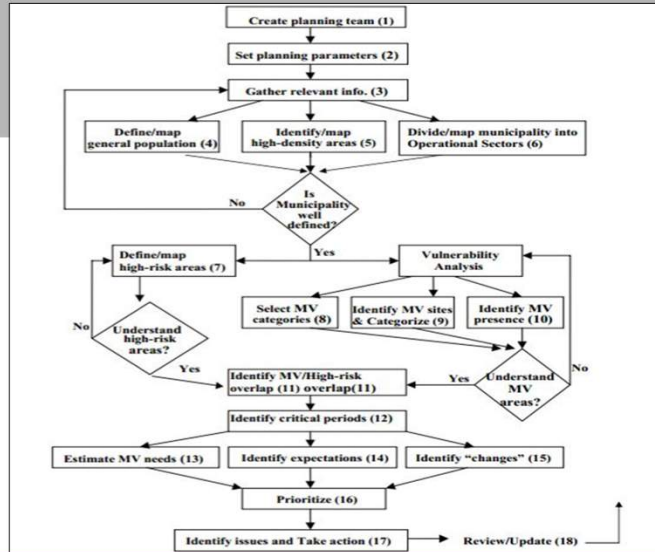 Create planning team (1)
Set planning parameters (2)
Gather relevant info. (3)
Define/map
general population (4)
Identify/map
high-density areas (5)
Divide/map municipality into
Operational Sectors (6)
Is
Municipality
well
defined?
No
Yes
Define/map
high-risk areas (7)
Vulnerability
Analysis
Select MV
categories (8)
Identify MV sites
& Categorize (9)
Identify MV
presence (10)
No
Understand
high-risk
areas?
Yes
Understand
MV
areas?
No
Yes
Identify MV/High-risk
overlap (11) overlap(11)
Identify critical periods (12)
Estimate MV needs (13)
Identify expectations (14)
Identify “changes” (15)
Prioritize (16)
Identify issues and Take action (17)
Review/Update (18)